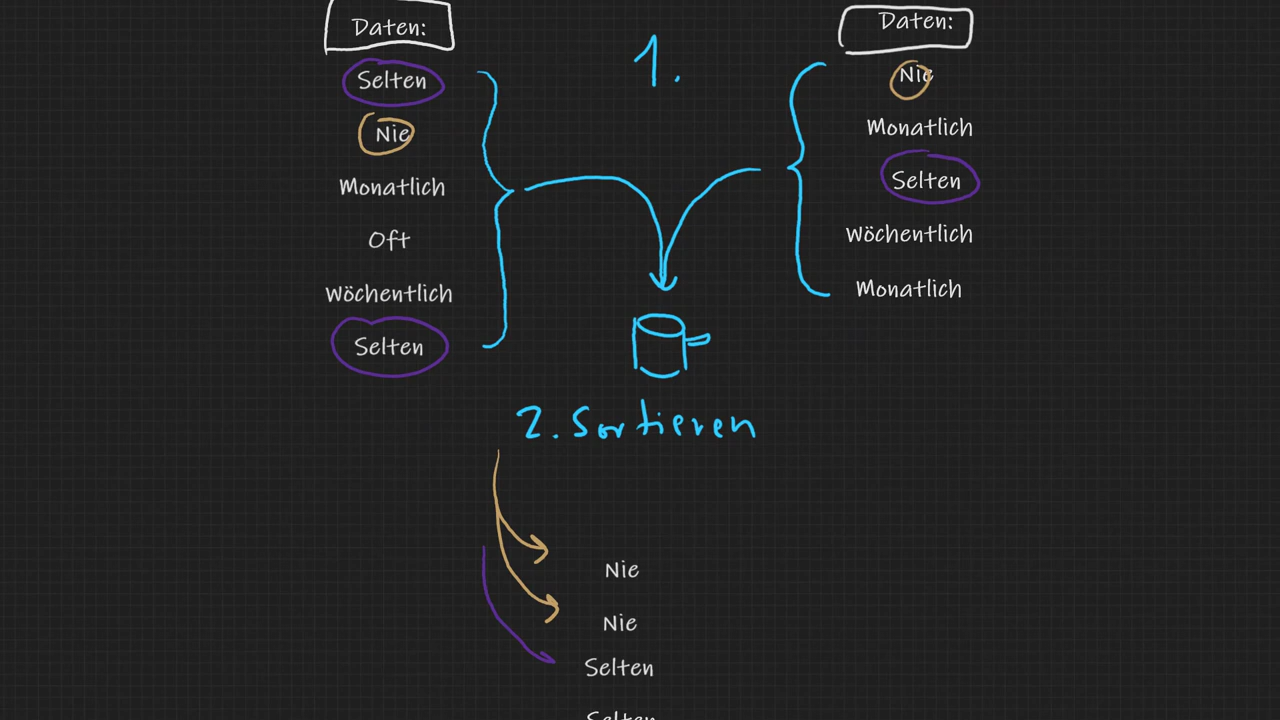 Daten:
Selten
Nie
Monatlich
Oft
Wöchentlich
Selten
1.
Daten:
Nie
Monatlich
Selten
Wöchentlich
Monatlich
2. Sortieren
Nie
Nie
Selten
Selten